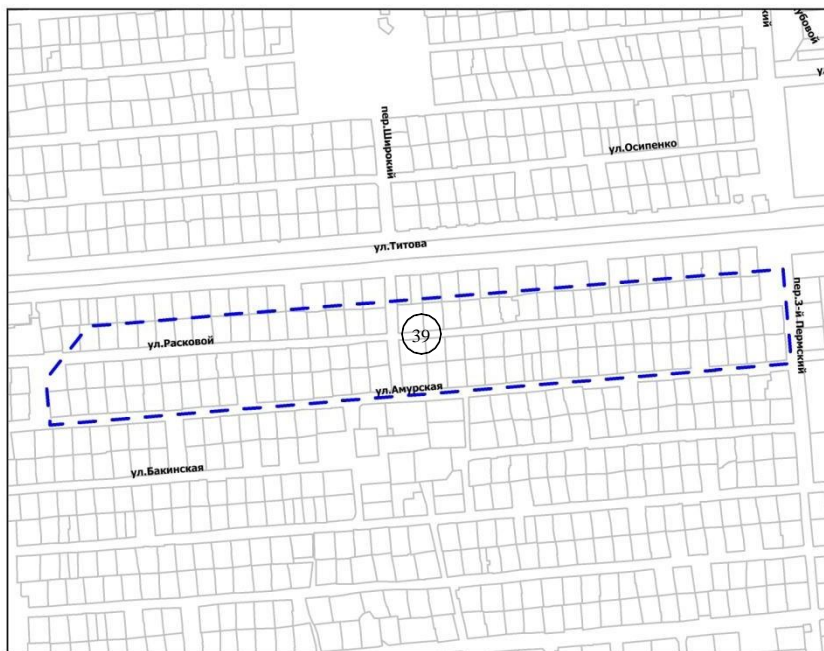 пер.Широкий
ул.Осипенко
ул.Титова
пер.3-й Пермский
39
ул.Расковой
ул.Амурская
ул.Бакинская